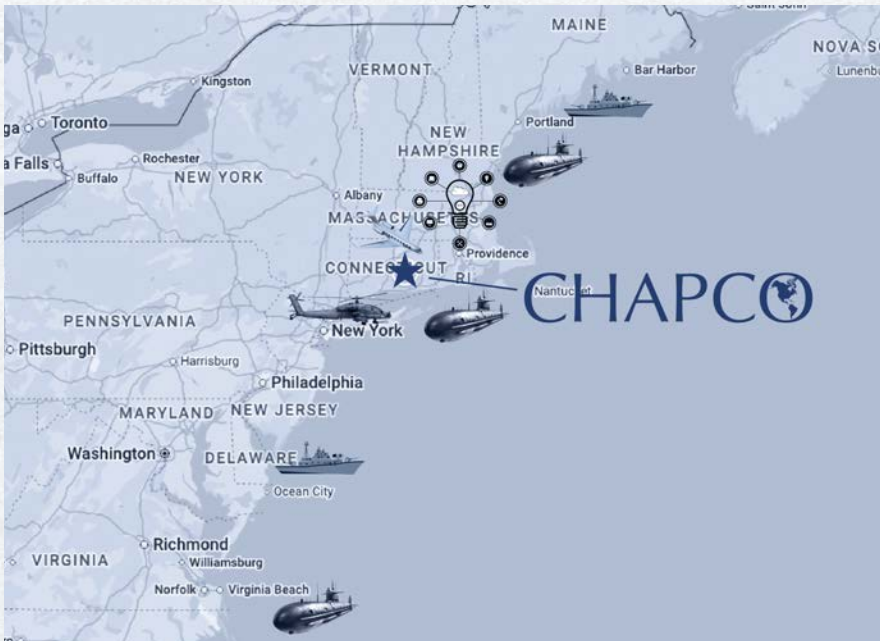 MAINE
NOVA S
Bar Harbor
Lunenbu
VERMONT
Kingston
Toronto
Portland
NEW
HAMPSHIRE
ga
a Falls
Rochester
Buffalo
NEW YORK
Albany
MASSACHUSETTS
Providence
CONNECTICUT
RI
Nantucket
CHAPCO
PENNSYLVANIA
New York
Pittsburgh
Harrisburg
Philadelphia
MARYLAND
NEW JERSEY
Washington
DELAWARE
Ocean City
Richmond
VIRGINIA
Williamsburg
Norfolk
Virginia Beach